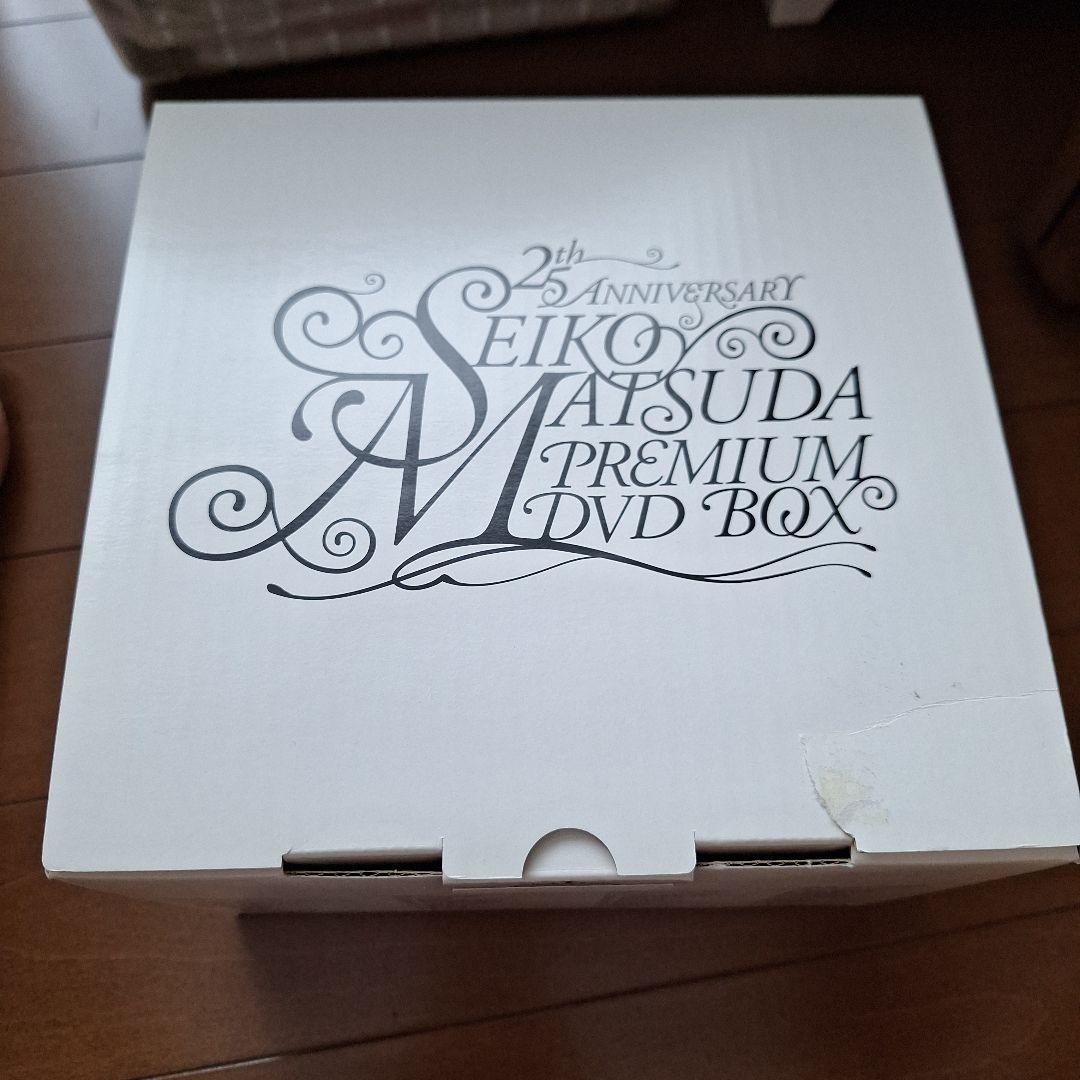 25th ANNIVERSARY
SEIKO
MATSUDA
PREMIUM
DVD BOX